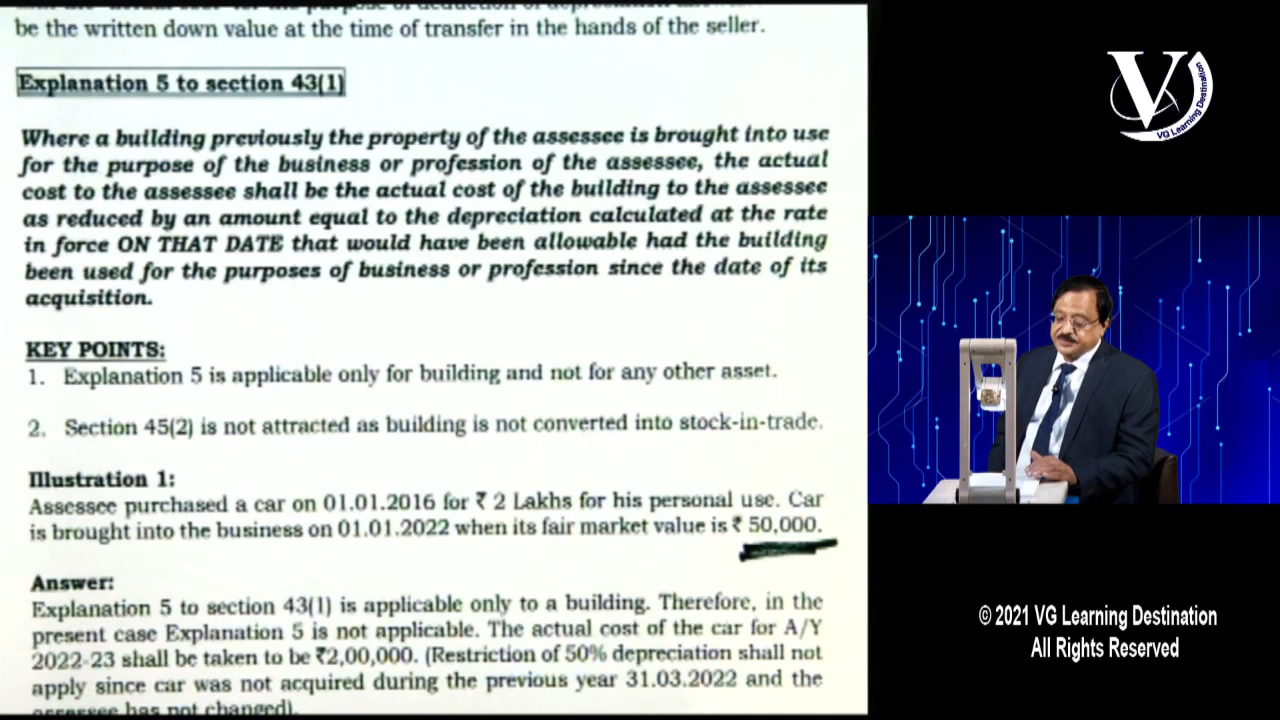 be the written down value at the time of transfer in the hands of the seller.
Explanation 5 to section 43(1)
Where a building previously the property of the assessee is brought into use
for the purpose of the business or profession of the assessee, the actual
cost to the assessee shall be the actual cost of the building to the assessee
as reduced by an amount equal to the depreciation calculated at the rate
in force ON THAT DATE that would have been allowable had the building
been used for the purposes of business or profession since the date of its
acquisition.
KEY POINTS:
1. Explanation 5 is applicable only for building and not for any other asset.
2. Section 45(2) is not attracted as building is not converted into stock-in-trade.
Illustration 1:
Assessee purchased a car on 01.01.2016 for ₹ 2 Lakhs for his personal use. Car
is brought into the business on 01.01.2022 when its fair market value is ₹ 50,000.
Answer:
Explanation 5 to section 43(1) is applicable only to a building. Therefore, in the
present case Explanation 5 is not applicable. The actual cost of the car for A/Y
2022-23 shall be taken to be ₹2,00,000. (Restriction of 50% depreciation shall not
apply since car was not acquired during the previous year 31.03.2022 and the
assessee has not changed).
V
VG Learning Destination
© 2021 VG Learning Destination
All Rights Reserved